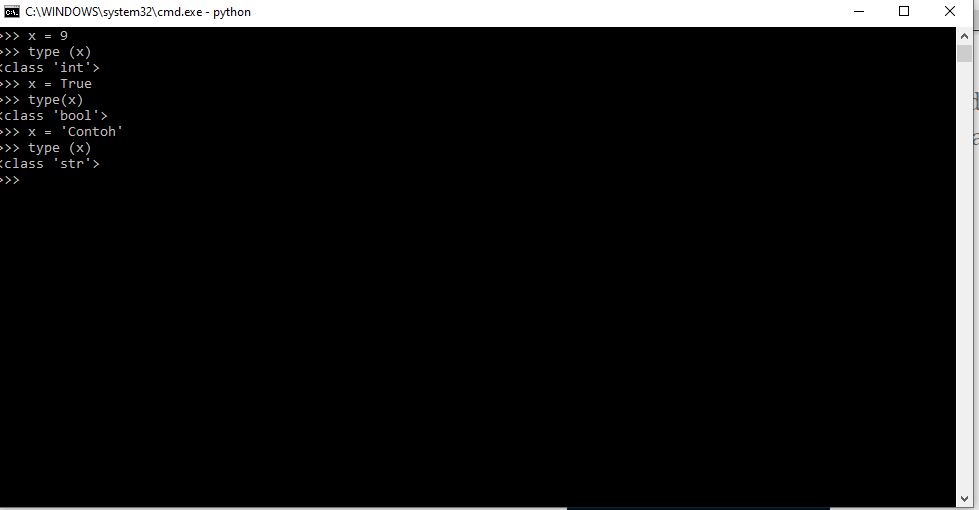 C:\WINDOWS\system32\cmd.exe - python
>>> x = 9
>>> type (x)
<class 'int'>
>>> x = True
>>> type(x)
<class 'bool'>
>>> x = 'Contoh'
>>> type (x)
<class 'str'>
>>>